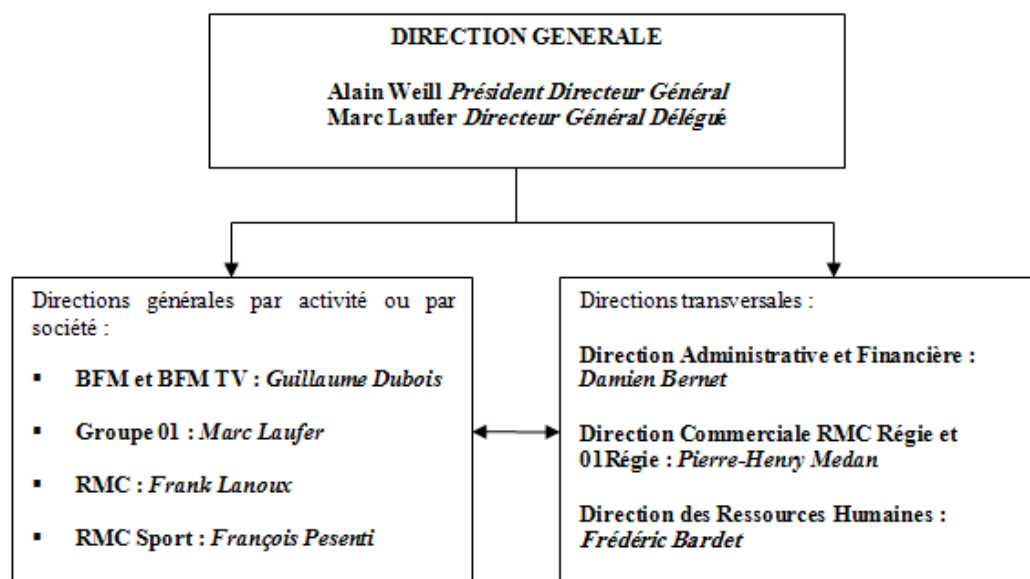 DIRECTION GENERALE
Alain Weill Président Directeur Général
Marc Laufer Directeur Général Délégué
Directions générales par activité ou par
société :
▪ BFM et BFM TV : Guillaume Dubois
▪ Groupe 01 : Marc Laufer
▪ RMC : Frank Lanoux
▪ RMC Sport : François Pesenti
Directions transversales :
Direction Administrative et Financière :
Damien Bernet
Direction Commerciale RMC Régie et
01Régie : Pierre-Henry Medan
Direction des Ressources Humaines :
Frédéric Bardet